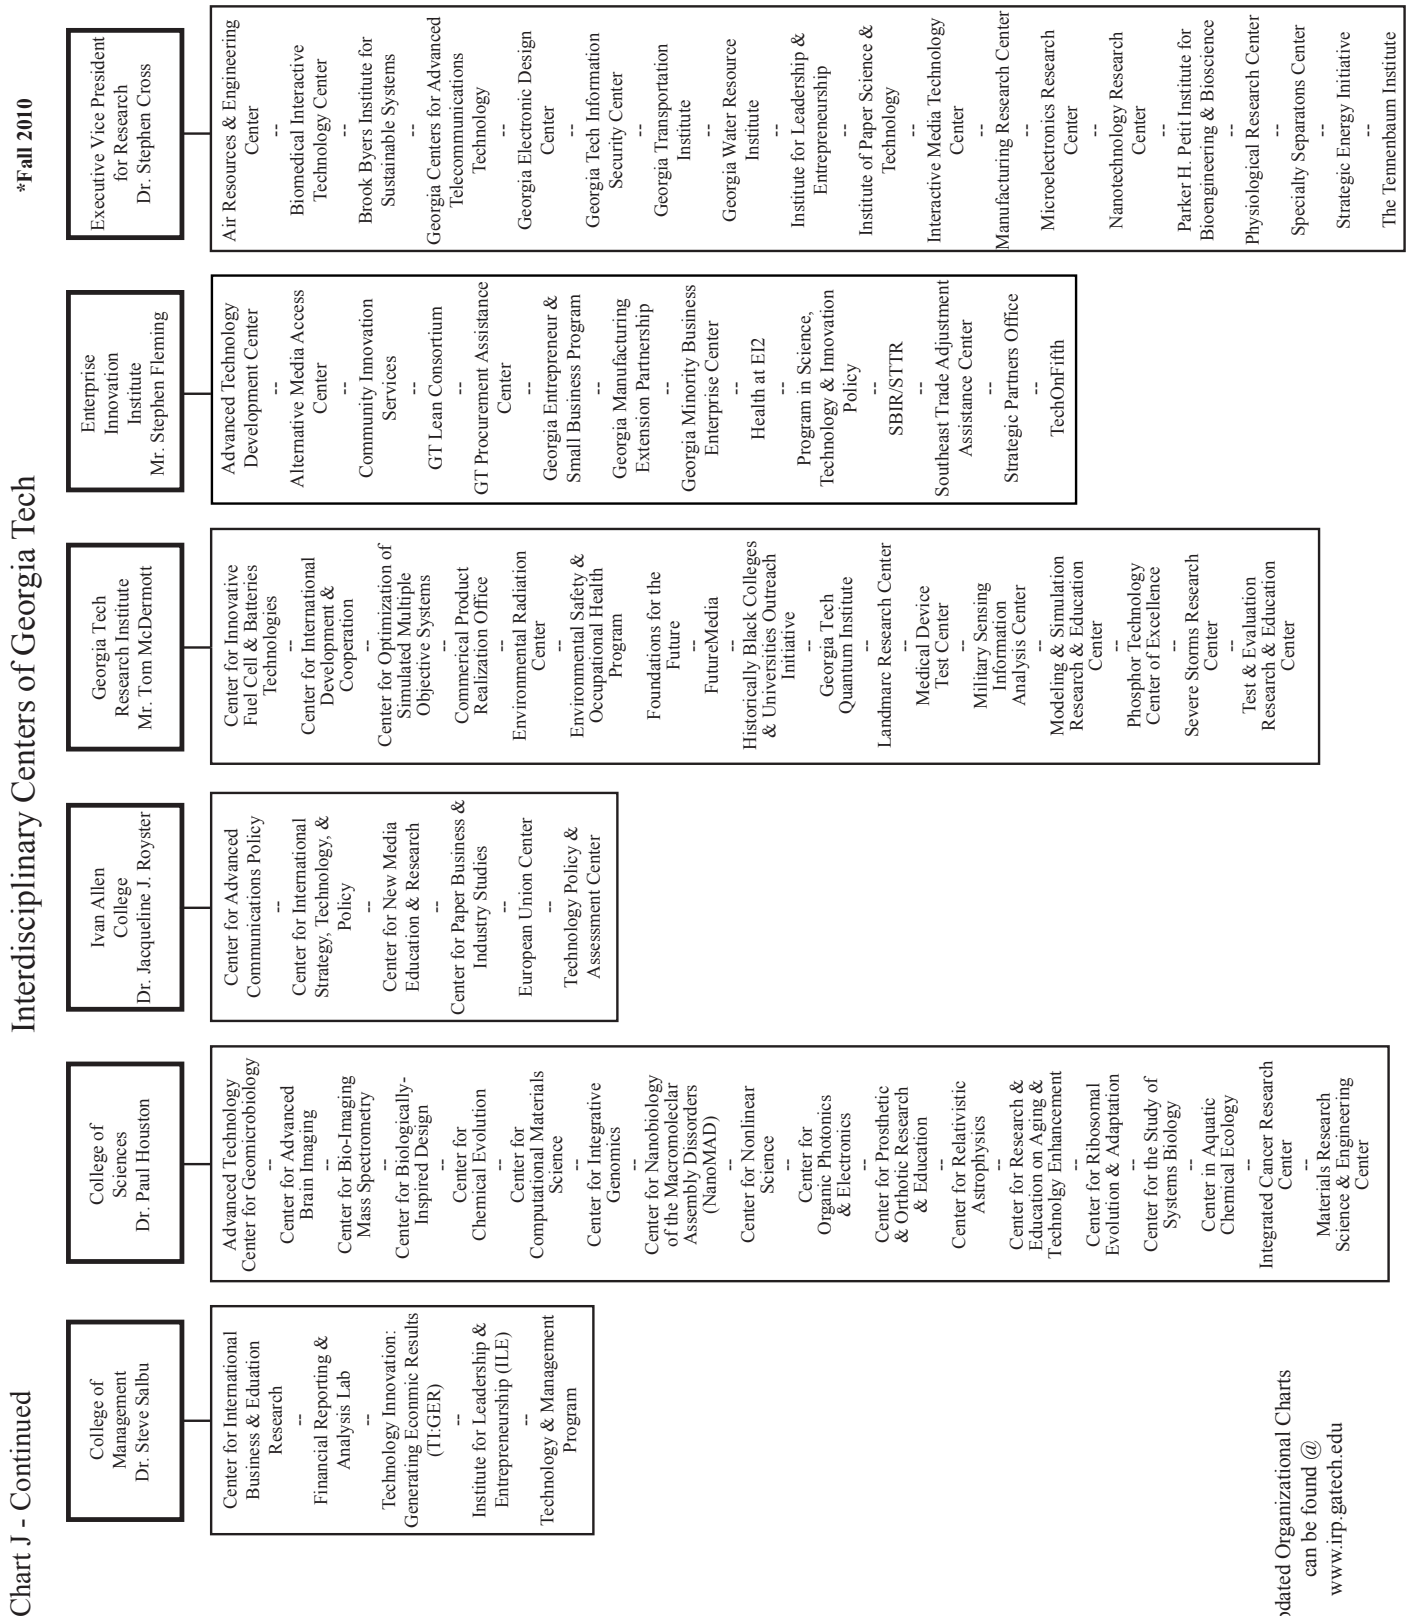 Chart J - Continued
Interdisciplinary Centers of Georgia Tech
*Fall 2010
College of
Management
Dr. Steve Salbu
Center for International
Business & Eduation
Research
--
Financial Reporting &
Analysis Lab
--
Technology Innovation:
Generating Econmic Results
(TI:GER)
--
Institute for Leadership &
Entrepreneurship (ILE)
--
Technology & Management
Program
College of
Sciences
Dr. Paul Houston
Advanced Technology
Center for Geomicrobiology
--
Center for Advanced
Brain Imaging
--
Center for Bio-Imaging
Mass Spectrometry
--
Center for Biologically-
Inspired Design
--
Center for
Chemical Evolution
--
Center for
Computational Materials
Science
--
Center for Integrative
Genomics
--
Center for Nanobiology
of the Macromoleclar
Assembly Dissorders
(NanoMAD)
--
Center for Nonlinear
Science
--
Center for
Organic Photonics
& Electronics
--
Center for Prosthetic
& Orthotic Research
& Education
--
Center for Relativistic
Astrophysics
--
Center for Research &
Education on Aging &
Technolgy Enhancement
--
Center for Ribosomal
Evolution & Adaptation
--
Center for the Study of
Systems Biology
--
Center in Aquatic
Chemical Ecology
--
Integrated Cancer Research
Center
--
Materials Research
Science & Engineering
Center
Ivan Allen
College
Dr. Jacqueline J. Royster
Center for Advanced
Communications Policy
--
Center for International
Strategy, Technology, &
Policy
--
Center for New Media
Education & Research
--
Center for Paper Business &
Industry Studies
--
European Union Center
--
Technology Policy &
Assessment Center
Georgia Tech
Research Institute
Mr. Tom McDermott
Center for Innovative
Fuel Cell & Batteries
Technologies
--
Center for International
Development &
Cooperation
--
Center for Optimization of
Simulated Multiple
Objective Systems
--
Commerical Product
Realization Office
--
Environmental Radiation
Center
--
Environmental Safety &
Occupational Health
Program
--
Foundations for the
Future
--
FutureMedia
--
Historically Black Colleges
& Universities Outreach
Initiative
--
Georgia Tech
Quantum Institute
--
Landmarc Research Center
--
Medical Device
Test Center
--
Military Sensing
Information
Analysis Center
--
Modeling & Simulation
Research & Education
Center
--
Phosphor Technology
Center of Excellence
--
Severe Storms Research
Center
--
Test & Evaluation
Research & Education
Center
Enterprise
Innovation
Institute
Mr. Stephen Fleming
Advanced Technology
Development Center
--
Alternative Media Access
Center
--
Community Innovation
Services
--
GT Lean Consortium
--
GT Procurement Assistance
Center
--
Georgia Entrepreneur &
Small Business Program
--
Georgia Manufacturing
Extension Partnership
--
Georgia Minority Business
Enterprise Center
--
Health at EI2
--
Program in Science,
Technology & Innovation
Policy
--
SBIR/STTR
--
Southeast Trade Adjustment
Assistance Center
--
Strategic Partners Office
--
TechOnFifth
Executive Vice President
for Research
Dr. Stephen Cross
Air Resources & Engineering
Center
--
Biomedical Interactive
Technology Center
--
Brook Byers Institute for
Sustainable Systems
--
Georgia Centers for Advanced
Telecommunications
Technology
--
Georgia Electronic Design
Center
--
Georgia Tech Information
Security Center
--
Georgia Transportation
Institute
--
Georgia Water Resource
Institute
--
Institute for Leadership &
Entrepreneurship
--
Institute of Paper Science &
Technology
--
Interactive Media Technology
Center
--
Manufacturing Research Center
--
Microelectronics Research
Center
--
Nanotechnology Research
Center
--
Parker H. Petit Institute for
Bioengineering & Bioscience
--
Physiological Research Center
--
Specialty Separatons Center
--
Strategic Energy Initiative
--
The Tennenbaum Institute
Organizational Charts
can be found @
www.irp.gatech.edu